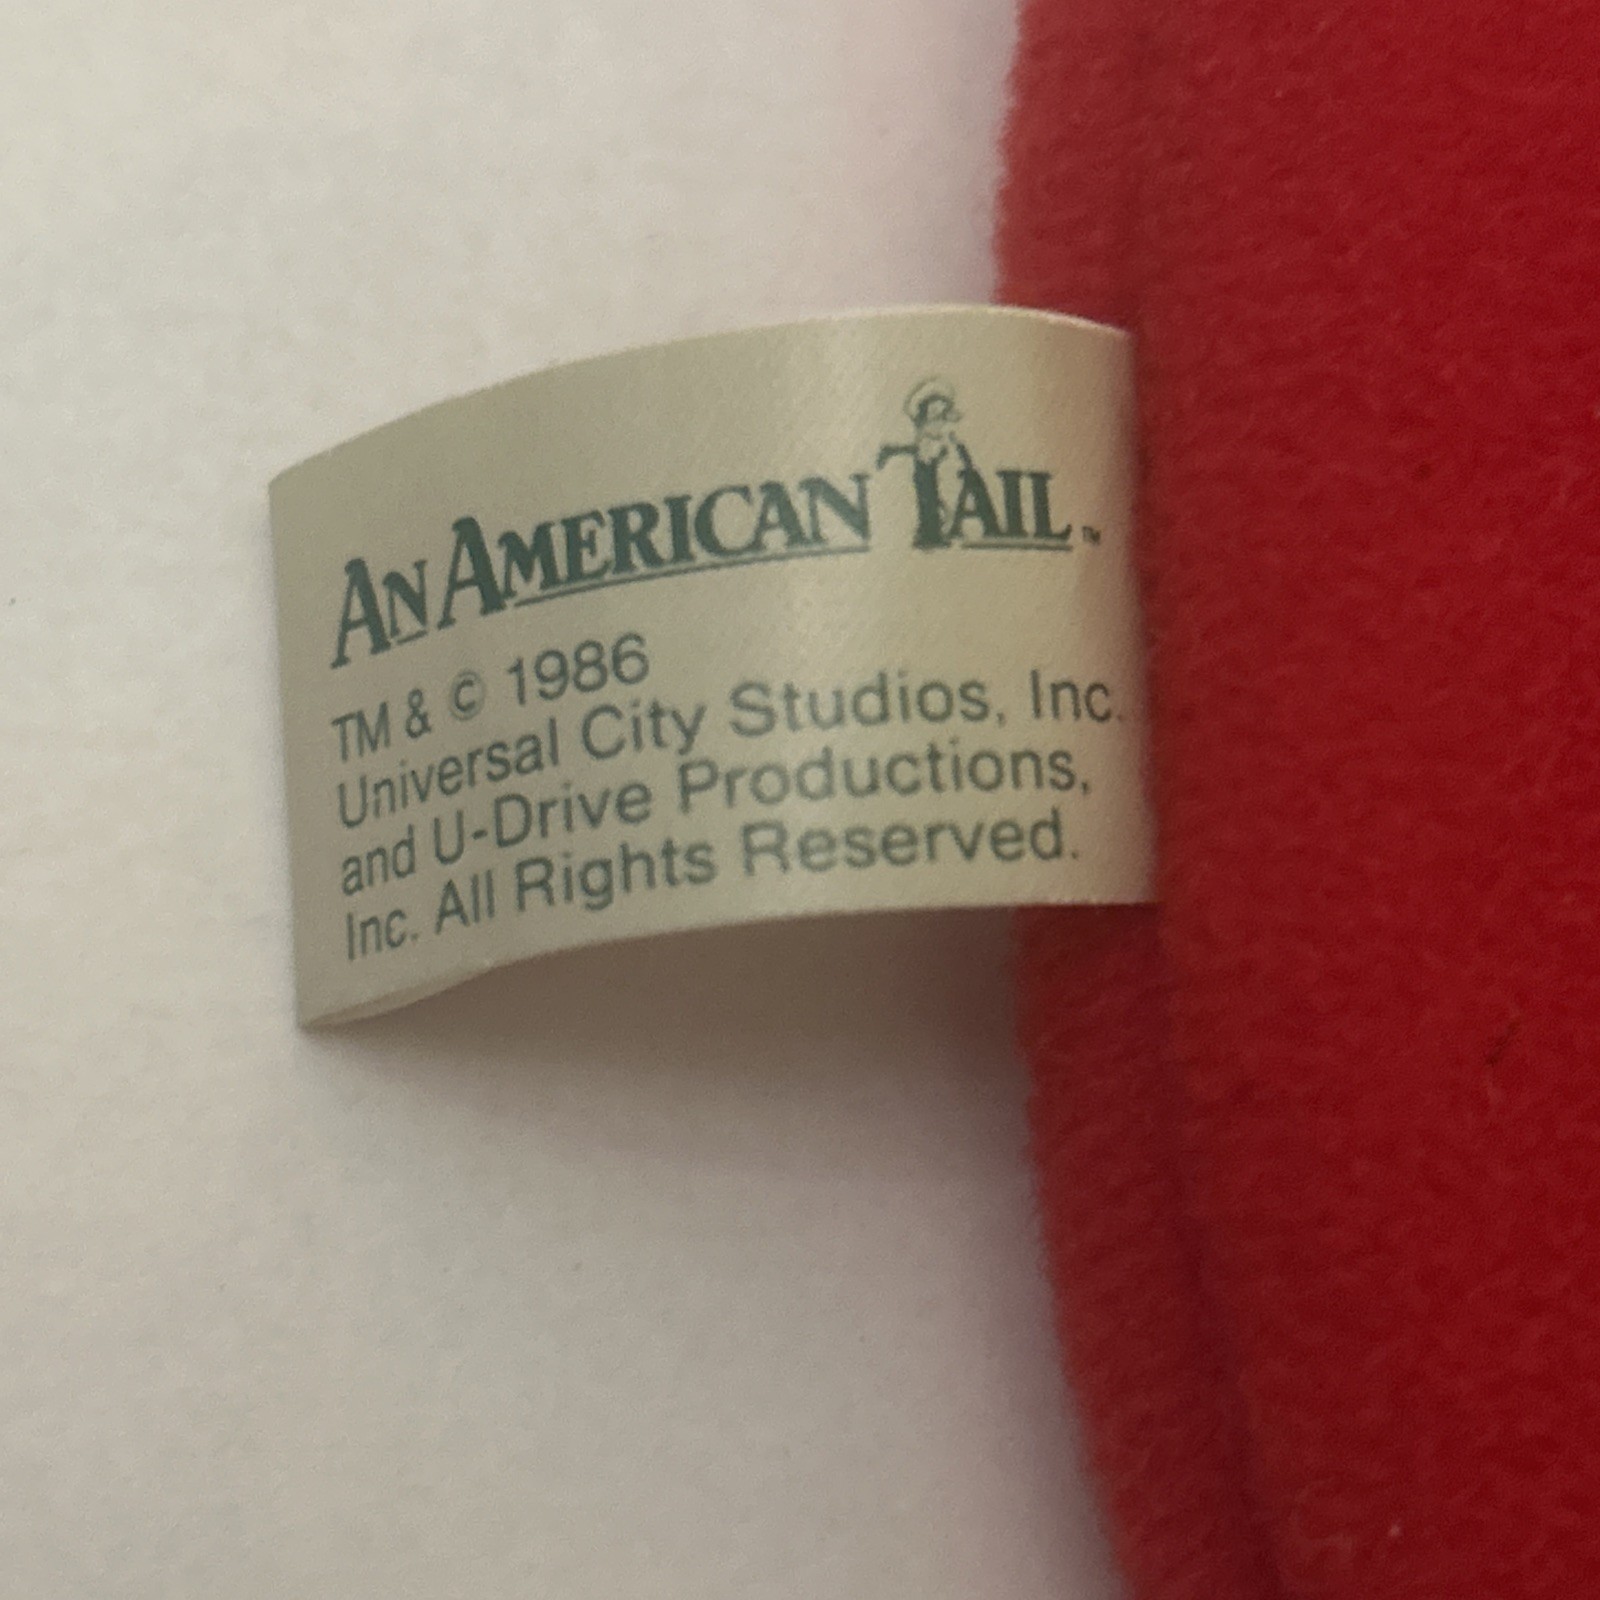 AN AMERICAN TAIL™
TM & © 1986
Universal City Studios, Inc.
and U-Drive Productions,
Inc. All Rights Reserved.